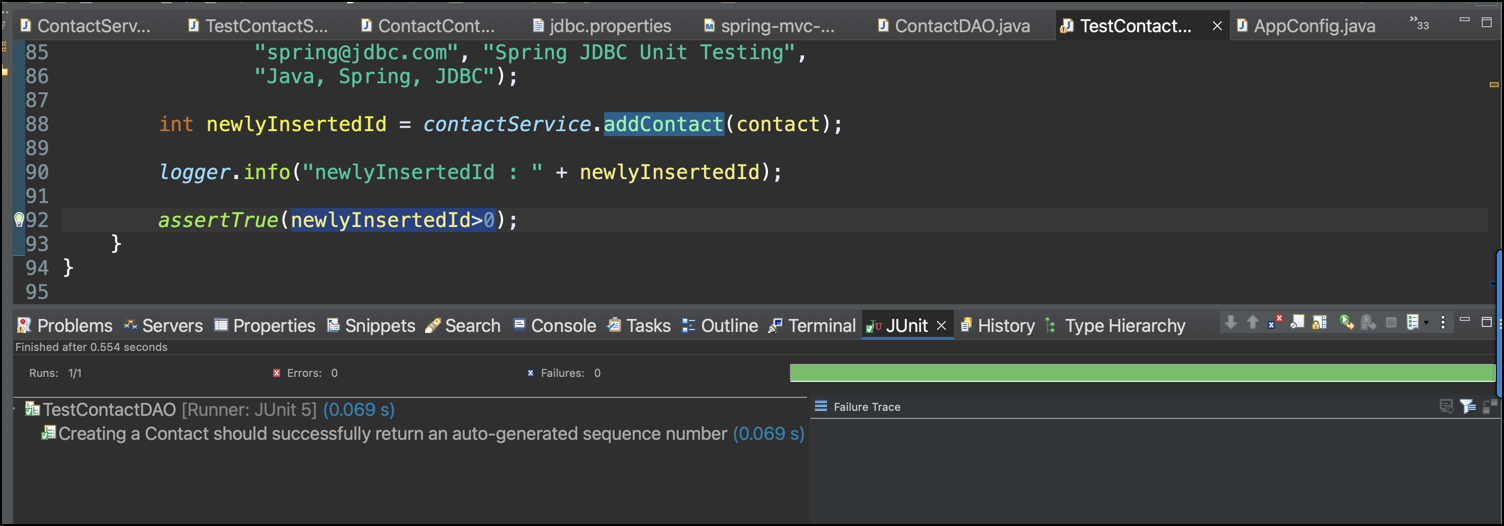 ContactServ... TestContactS... ContactCont... jdbc.properties spring-mvc-... ContactDAO.java TestContact... AppConfig.java »33
85 "spring@jdbc.com", "Spring JDBC Unit Testing",
86 "Java, Spring, JDBC");
87
88 int newlyInsertedId = contactService.addContact(contact);
89
90 logger.info("newlyInsertedId : " + newlyInsertedId);
91
92 assertTrue(newlyInsertedId>0);
93 }
94 }
95
Problems Servers Properties Snippets Search Console Tasks Outline Terminal JUnit History Type Hierarchy
Finished after 0.554 seconds
Runs: 1/1 Errors: 0 Failures: 0
TestContactDAO [Runner: JUnit 5] (0.069 s)
Creating a Contact should successfully return an auto-generated sequence number (0.069 s)
Failure Trace